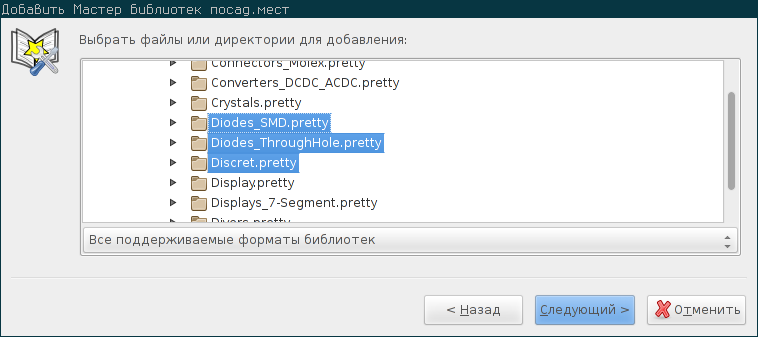 Добавить Мастер Библиотек посад.мест
Выбрать файлы или директории для добавления:
Connectors_Molex.pretty
Converters_DCDC_ACDC.pretty
Crystals.pretty
Diodes_SMD.pretty
Diodes_ThroughHole.pretty
Discret.pretty
Display.pretty
Displays_7-Segment.pretty
Divers.pretty
Все поддерживаемые форматы библиотек
< Назад Следующий > Отменить